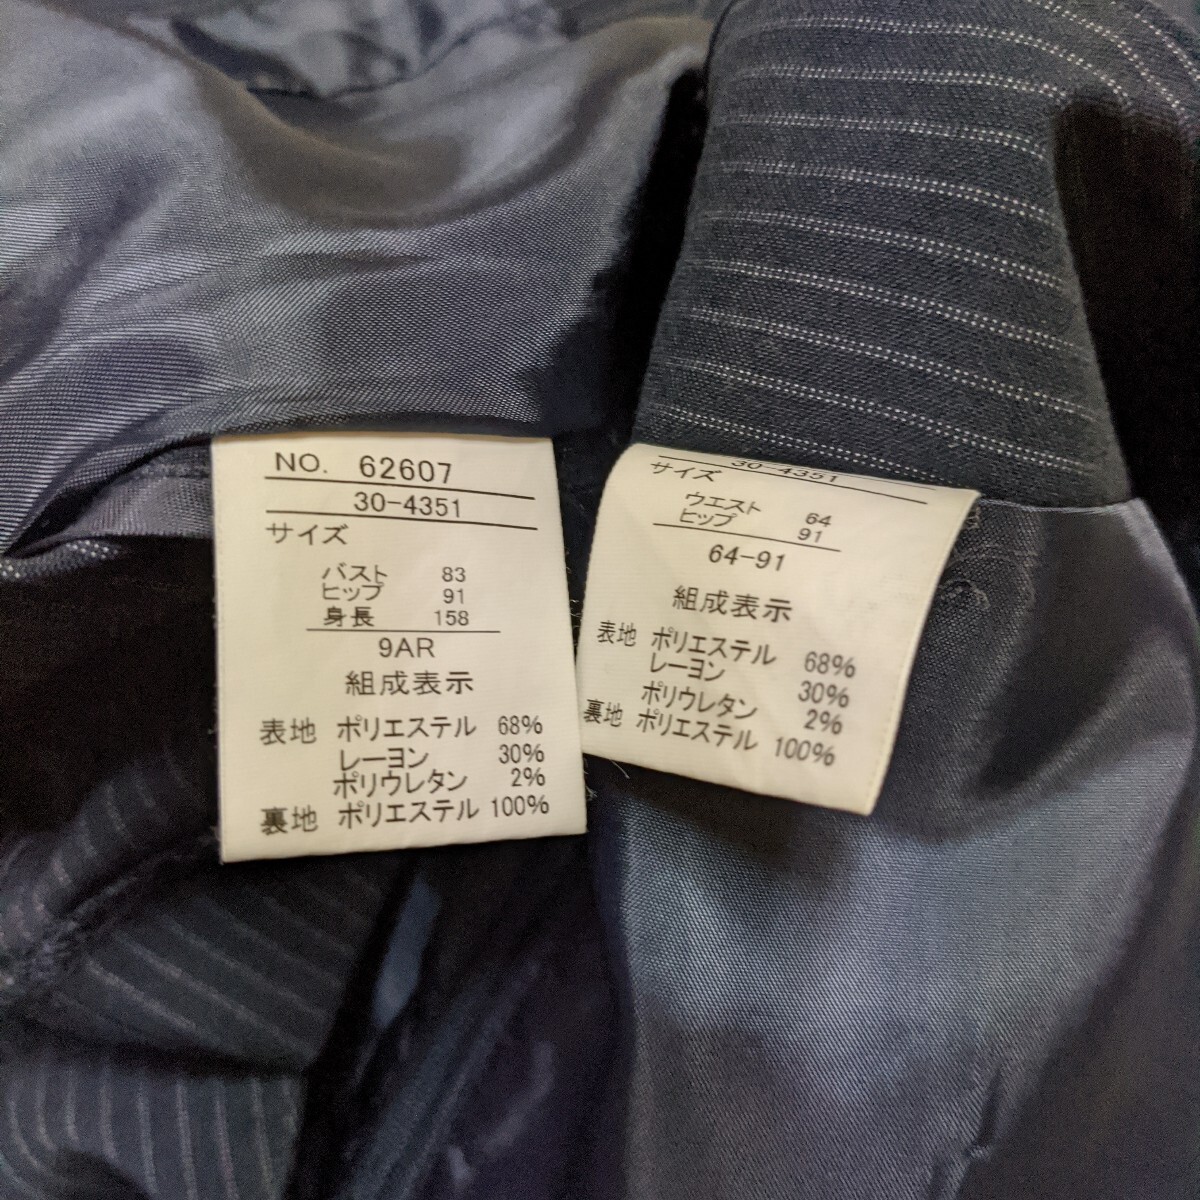 NO. 62607
30-4351
サイズ
バスト 83
ヒップ 91
身長 158
9AR
組成表示
表地 ポリエステル 68%
レーヨン 30%
ポリウレタン 2%
裏地 ポリエステル 100%
30-4351
サイズ
ウエスト 64
ヒップ 91
64-91
組成表示
表地 ポリエステル 68%
レーヨン 30%
ポリウレタン 2%
裏地 ポリエステル 100%